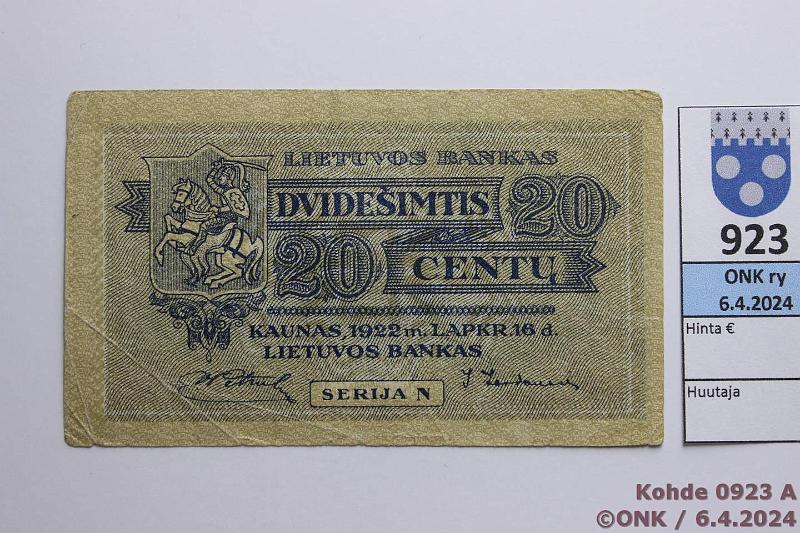 LIETUVOS BANKAS
DVIDEŠIMTIS 20
20 CENTŲ
KAUNAS, 1922 m. LAPKR 16 d.
LIETUVOS BANKAS
SERIJA N
923
ONK ry
6.4.2024
Hinta €
Huutaja
Kohde 0923 A
©ONK / 6.4.2024